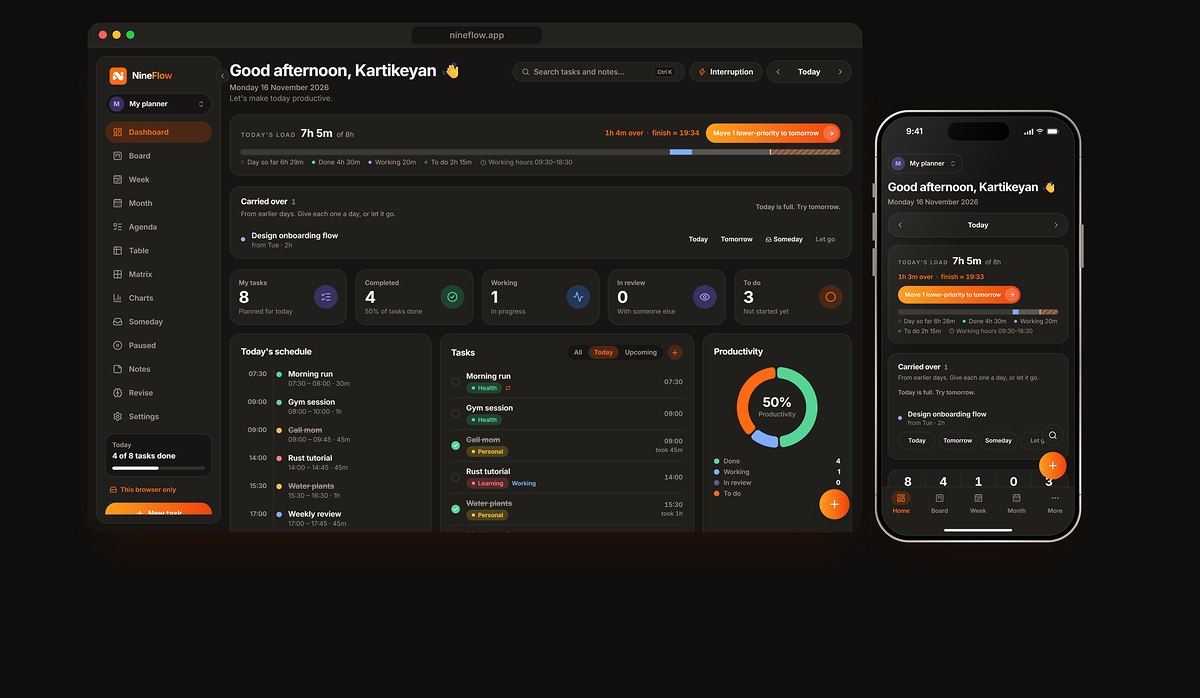 nineflow.app
NineFlow
M My planner
Dashboard
Board
Week
Month
Agenda
Table
Matrix
Charts
Someday
Paused
Notes
Revise
Settings
Today
4 of 8 tasks done
This browser only
+ New task
Good afternoon, Kartikeyan 👋
Monday 16 November 2026
Let's make today productive.
Search tasks and notes... Ctrl K
Interruption
Today
TODAY'S LOAD 7h 5m of 8h
1h 4m over · finish ≈ 19:34
Move 1 lower-priority to tomorrow
Day so far 6h 29m Done 4h 30m Working 20m To do 2h 15m Working hours 09:30–18:30
Carried over 1
From earlier days. Give each one a day, or let it go.
Today is full. Try tomorrow.
Design onboarding flow
from Tue · 2h
Today Tomorrow Someday Let go
My tasks
8
Planned for today
Completed
4
50% of tasks done
Working
1
In progress
In review
0
With someone else
To do
3
Not started yet
Today's schedule
07:30 Morning run
07:30 – 08:00 · 30m
09:00 Gym session
09:00 – 10:00 · 1h
09:00 Call mom
09:00 – 09:45 · 45m
14:00 Rust tutorial
14:00 – 14:45 · 45m
15:30 Water plants
15:30 – 16:30 · 1h
17:00 Weekly review
17:00 – 17:45 · 45m
Tasks
All Today Upcoming +
Morning run
Health
07:30
Gym session
Health
09:00
Call mom
Personal
09:00
took 45m
Rust tutorial
Learning Working
14:00
Water plants
Personal
15:30
took 1h
Productivity
50%
Productivity
Done 4
Working 1
In review 0
To do
+
9:41
M My planner
Good afternoon, Kartikeyan 👋
Monday 16 November 2026
Today
TODAY'S LOAD 7h 5m of 8h
1h 3m over · finish ≈ 19:33
Move 1 lower-priority to tomorrow
Day so far 6h 28m Done 4h 30m Working 20m
To do 2h 15m Working hours 09:30–18:30
Carried over 1
From earlier days. Give each one a day, or let it go.
Today is full. Try tomorrow.
Design onboarding flow
from Tue · 2h
Today Tomorrow Someday Let
+
8 4 1 0 3
Home Board Week Month More